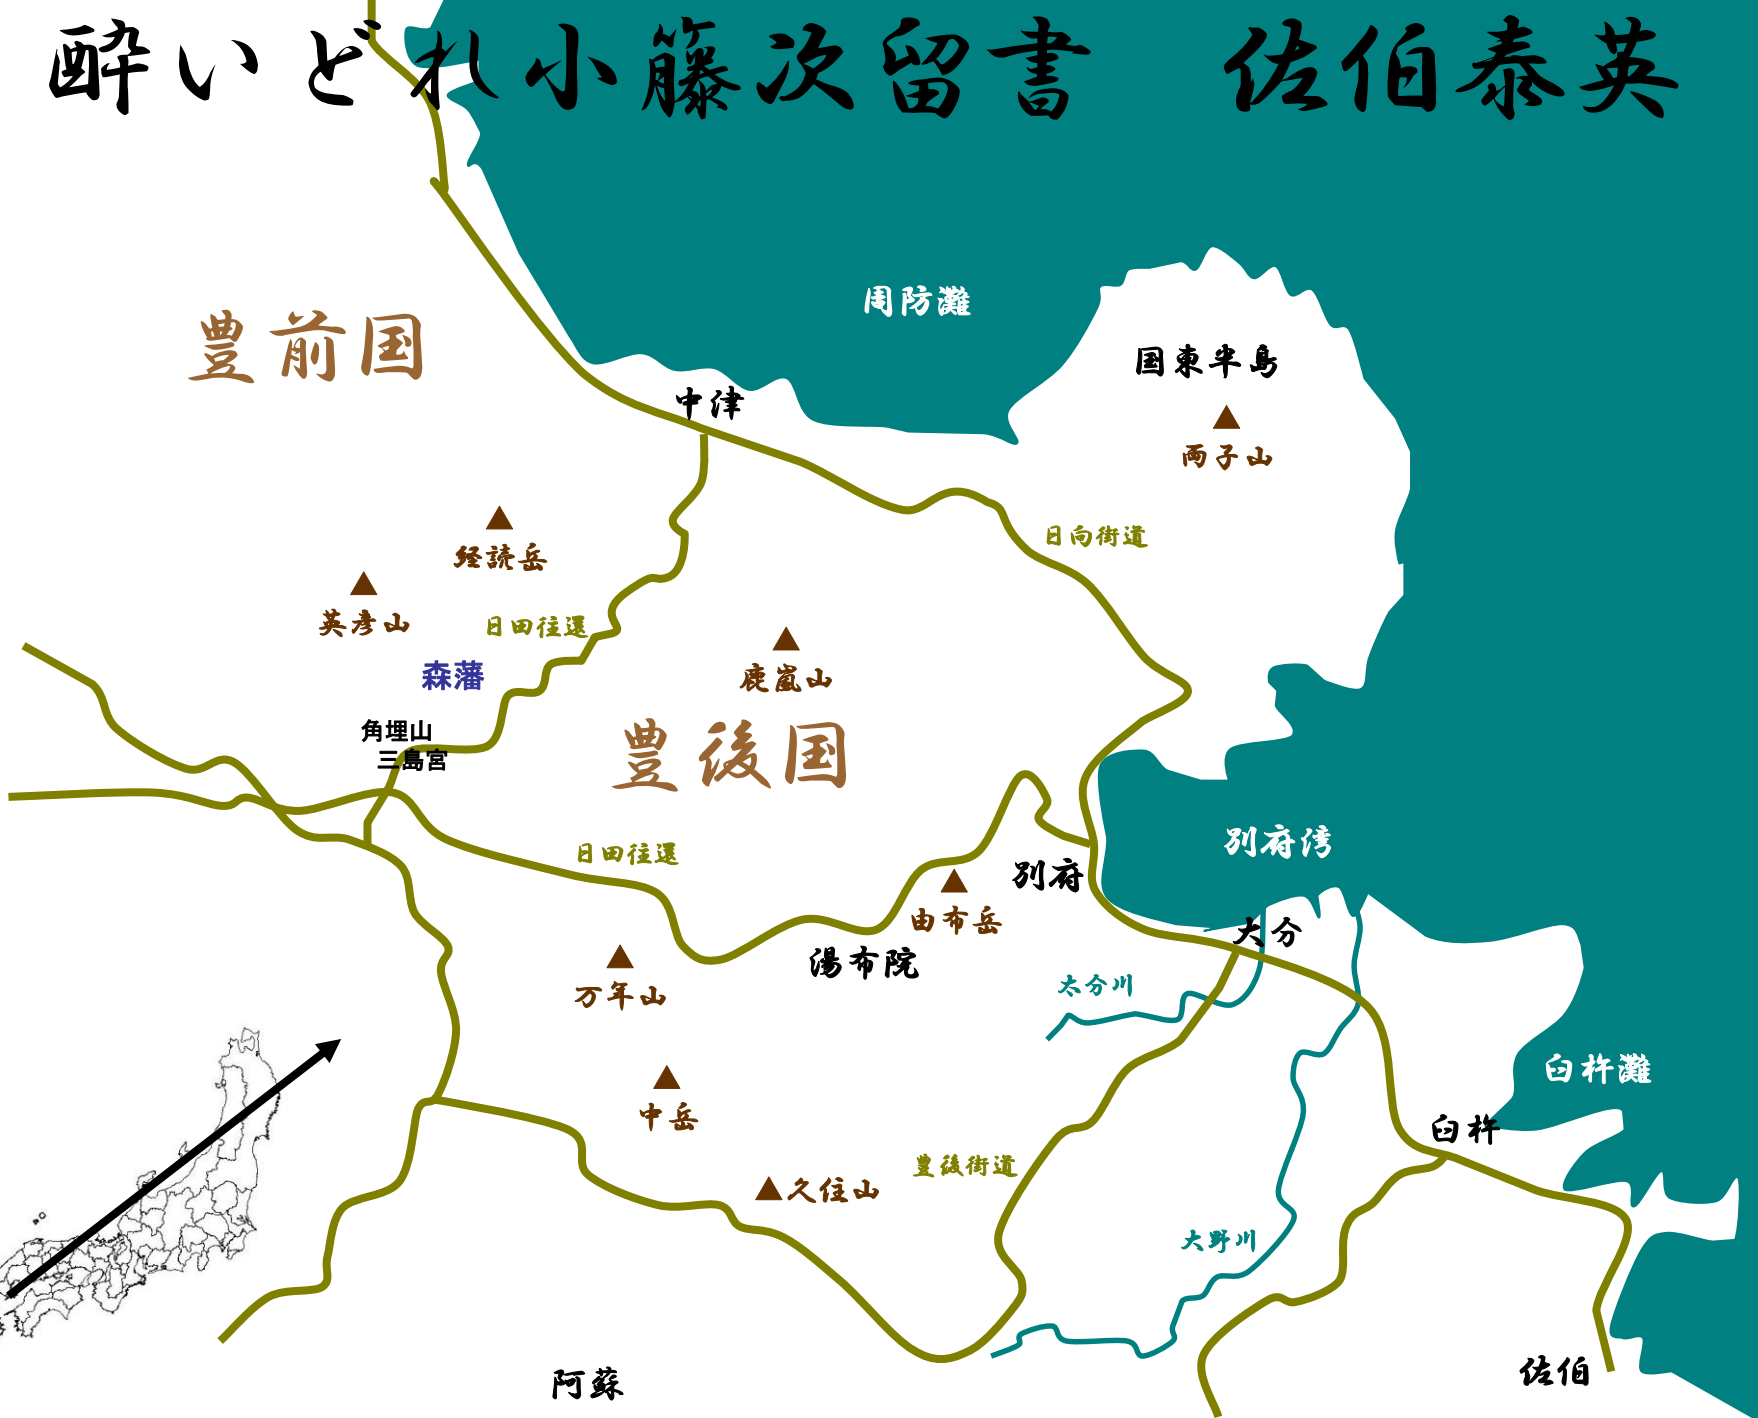 酔いどれ小籐次留書　佐伯泰英
周防灘
豊前国
国東半島
中津
両子山
日向街道
経読岳
英彦山
日田往還
森藩
鹿嵐山
角埋山
三島宮
豊後国
別府湾
日田往還
別府
由布岳
大分
湯布院
万年山
大分川
臼杵灘
中岳
臼杵
豊後街道
久住山
大野川
阿蘇
佐伯